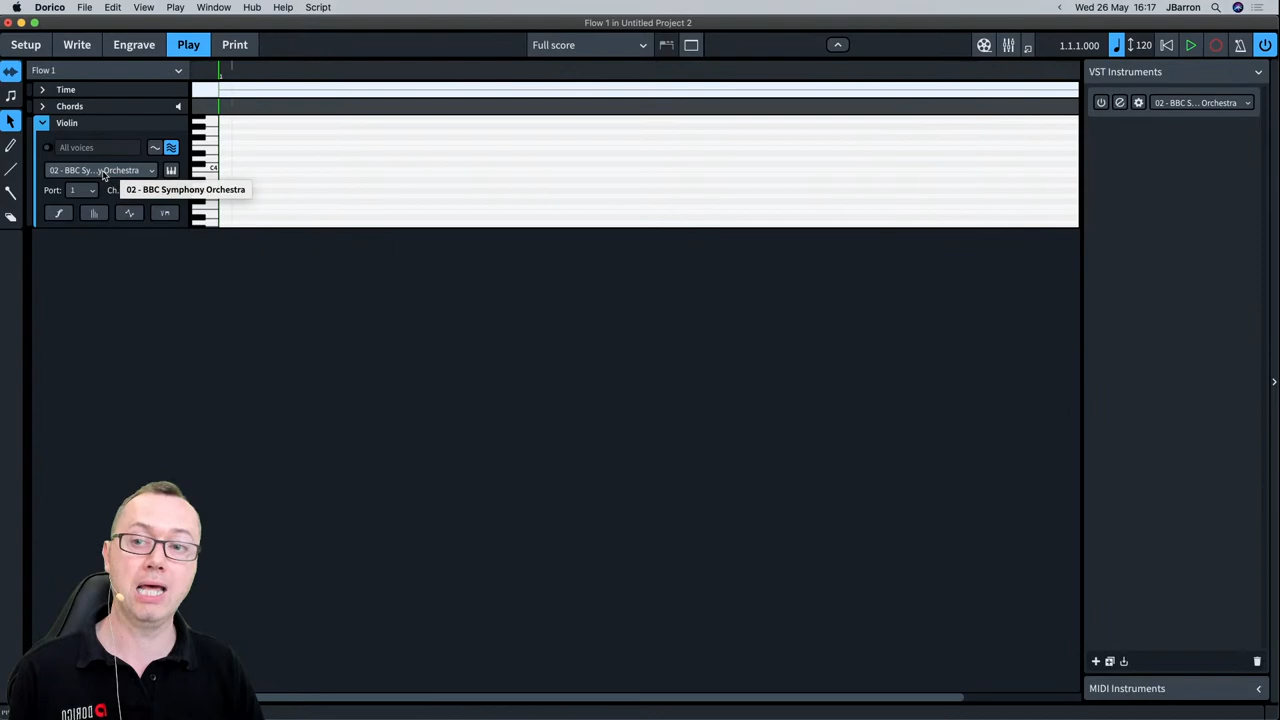 Dorico File Edit View Play Window Hub Help Script Wed 26 May 16:17 JBarron
Flow 1 in Untitled Project 2
Setup Write Engrave Play Print Full score 1.1.1.000 120
Flow 1
1
VST Instruments
Time
Chords
02 - BBC S... Orchestra
Violin
All voices
02 - BBC Sy...y Orchestra
C4
Port: 1 Ch.
02 - BBC Symphony Orchestra
MIDI Instruments
DORICO